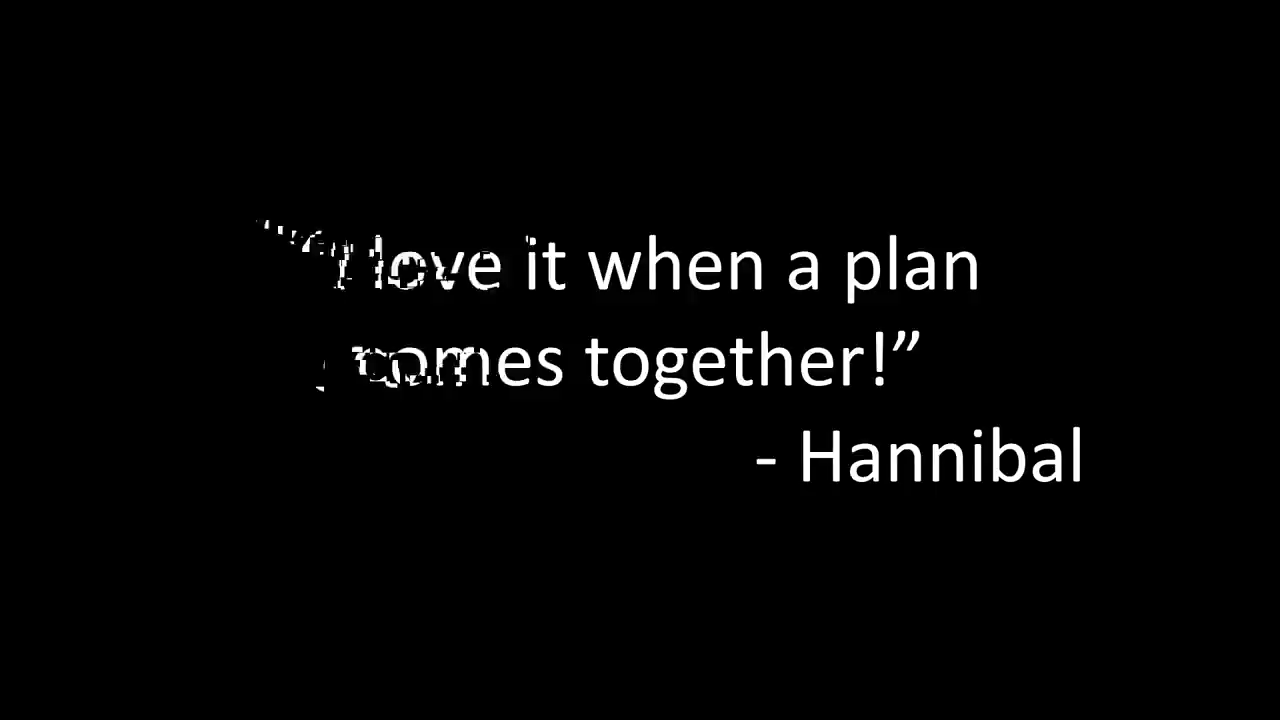 love it when a plan
comes together!”
- Hannibal